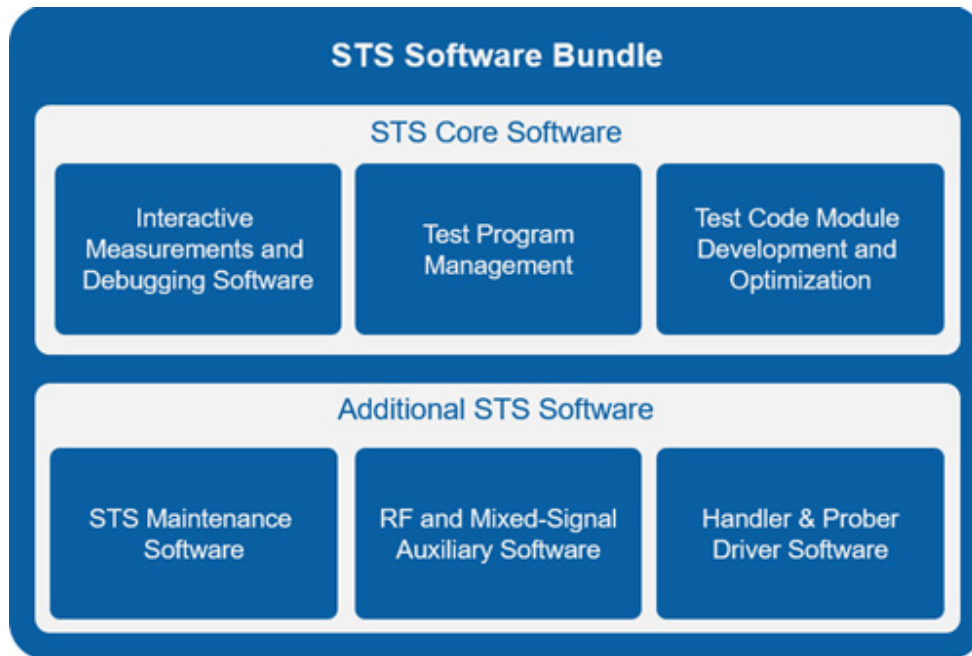 STS Software Bundle
STS Core Software
Interactive
Measurements and
Debugging Software
Test Program
Management
Test Code Module
Development and
Optimization
Additional STS Software
STS Maintenance
Software
RF and Mixed-Signal
Auxiliary Software
Handler & Prober
Driver Software